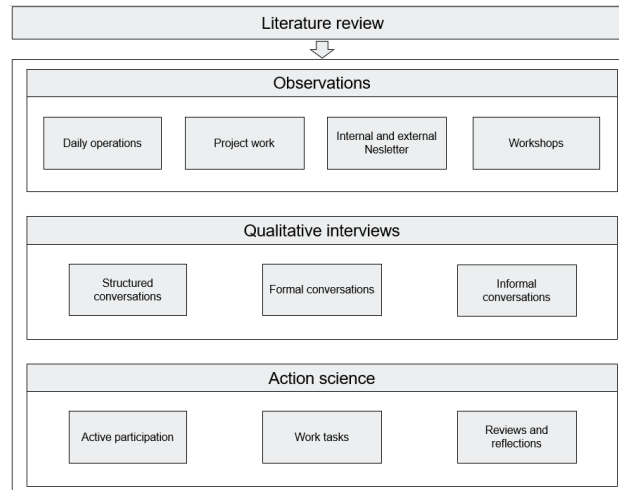 Literature review
Observations
Daily operations
Project work
Internal and external
Nesletter
Workshops
Qualitative interviews
Structured
conversations
Formal conversations
Informal
conversations
Action science
Active participation
Work tasks
Reviews and
reflections